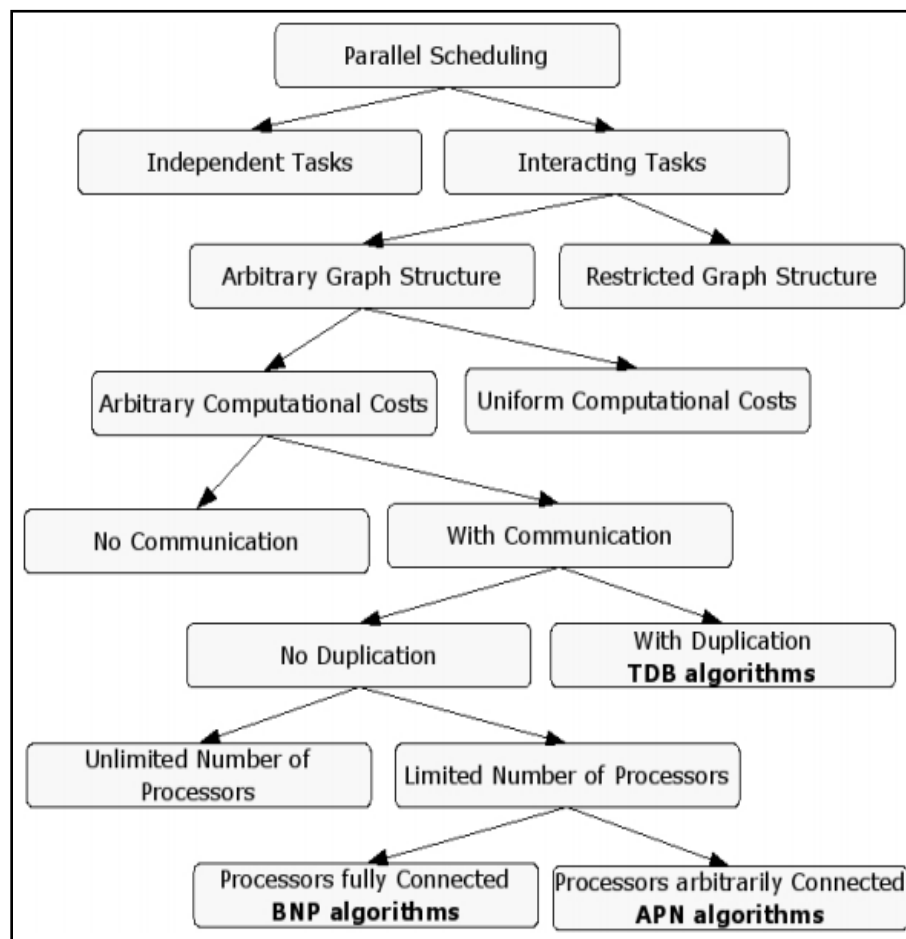 Parallel Scheduling
Independent Tasks
Interacting Tasks
Arbitrary Graph Structure
Restricted Graph Structure
Arbitrary Computational Costs
Uniform Computational Costs
No Communication
With Communication
No Duplication
With Duplication
TDB algorithms
Unlimited Number of
Processors
Limited Number of Processors
Processors fully Connected
BNP algorithms
Processors arbitrarily Connected
APN algorithms